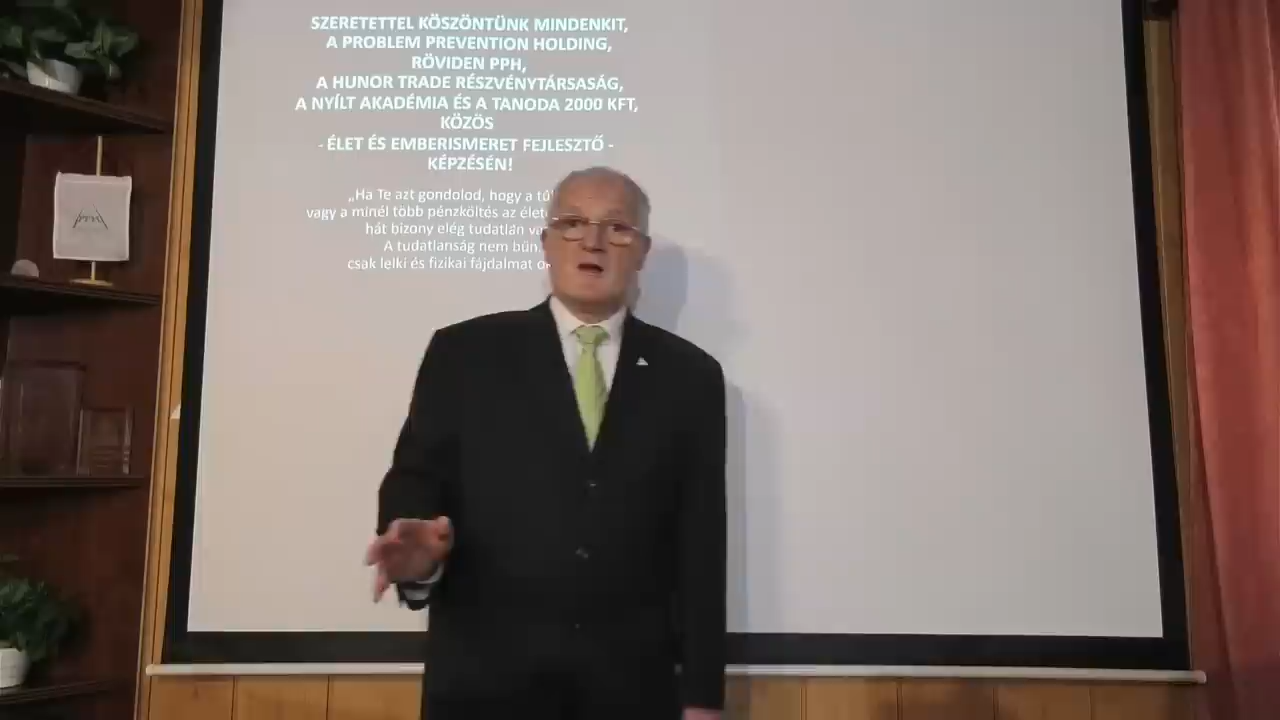 SZERETETTEL KÖSZÖNTÜNK MINDENKIT,
A PROBLEM PREVENTION HOLDING,
RÖVIDEN PPH,
A HUNOR TRADE RÉSZVÉNYTÁRSASÁG,
A NYÍLT AKADÉMIA ÉS A TANODA 2000 KFT,
KÖZÖS
- ÉLET ÉS EMBERISMERET FEJLESZTŐ -
KÉPZÉSÉN!
„Ha Te azt gondolod, hogy a
vagy a minél több pénzköltés az
hát bizony elég tudatlan
A tudatlanság nem bűn
csak lelki és fizikai fájdalmat